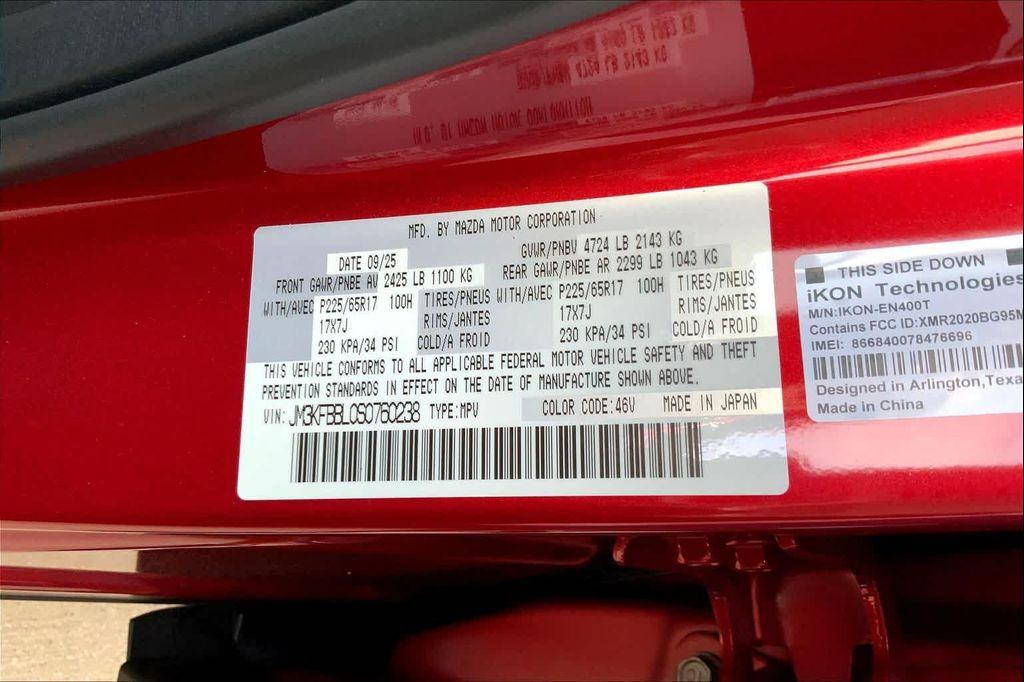 MFD. BY MAZDA MOTOR CORPORATION
DATE 09/25 GVWR/PNBV 4724 LB 2143 KG
FRONT GAWR/PNBE AV 2425 LB 1100 KG REAR GAWR/PNBE AR 2299 LB 1043 KG
WITH/AVEC P225/65R17 100H TIRES/PNEUS WITH/AVEC P225/65R17 100H TIRES/PNEUS
17X7J RIMS/JANTES 17X7J RIMS/JANTES
230 KPA/34 PSI COLD/A FROID 230 KPA/34 PSI COLD/A FROID
THIS VEHICLE CONFORMS TO ALL APPLICABLE FEDERAL MOTOR VEHICLE SAFETY AND THEFT
PREVENTION STANDARDS IN EFFECT ON THE DATE OF MANUFACTURE SHOWN ABOVE.
VIN: JM3KFBBL0S0760238 TYPE:MPV COLOR CODE:46V MADE IN JAPAN
THIS SIDE DOWN
iKON Technologies
M/N:IKON-EN400T
Contains FCC ID:XMR2020BG95M
IMEI: 866840078476696
Designed in Arlington,Texa
Made in China